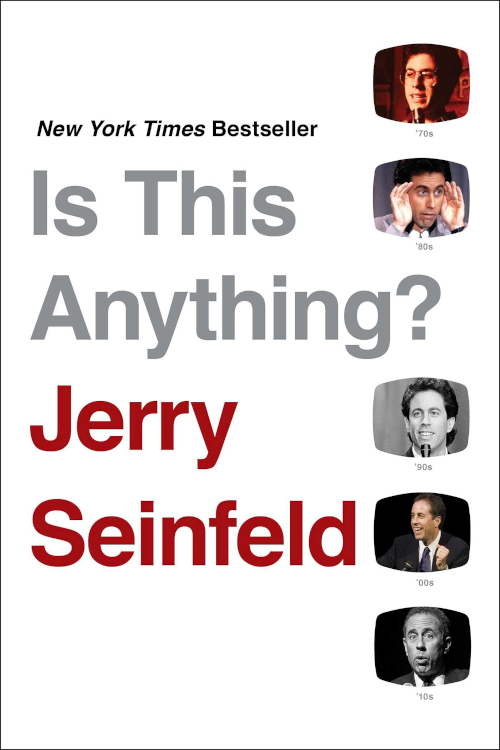 New York Times Bestseller
Is This
Anything?
Jerry
Seinfeld
'70s
'80s
'90s
'00s
'10s